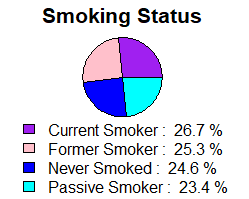 Smoking Status
Current Smoker : 26.7 %
Former Smoker : 25.3 %
Never Smoked : 24.6 %
Passive Smoker : 23.4 %